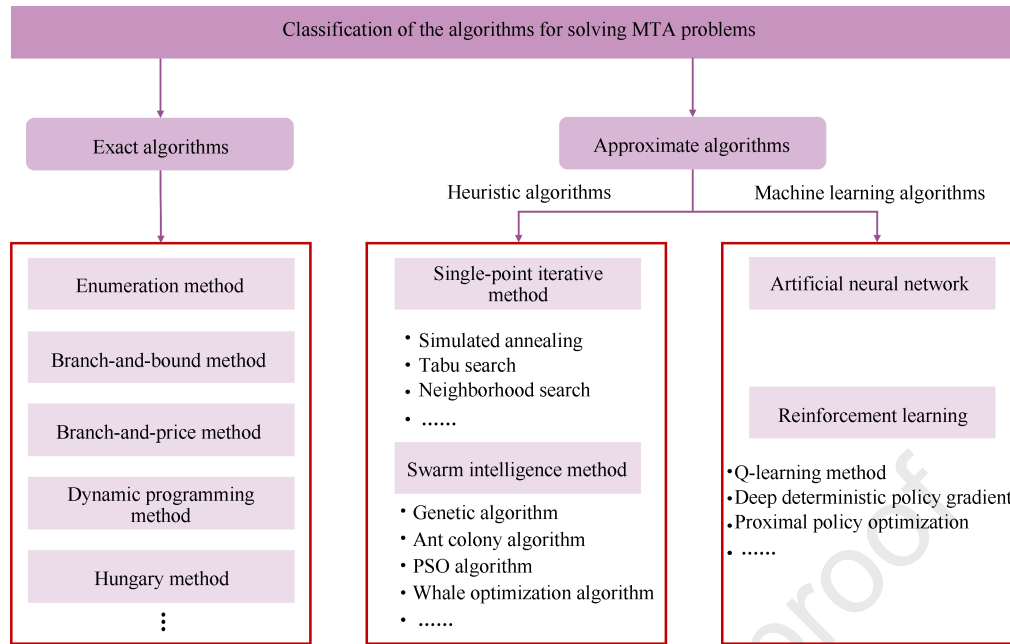 Classification of the algorithms for solving MTA problems
Exact algorithms
Approximate algorithms
Heuristic algorithms
Machine learning algorithms
Enumeration method
Branch-and-bound method
Branch-and-price method
Dynamic programming
method
Hungary method
⋮
Single-point iterative
method
• Simulated annealing
• Tabu search
• Neighborhood search
• ......
Swarm intelligence method
• Genetic algorithm
• Ant colony algorithm
• PSO algorithm
• Whale optimization algorithm
• ......
Artificial neural network
Reinforcement learning
• Q-learning method
• Deep deterministic policy gradient
• Proximal policy optimization
• ......
proof